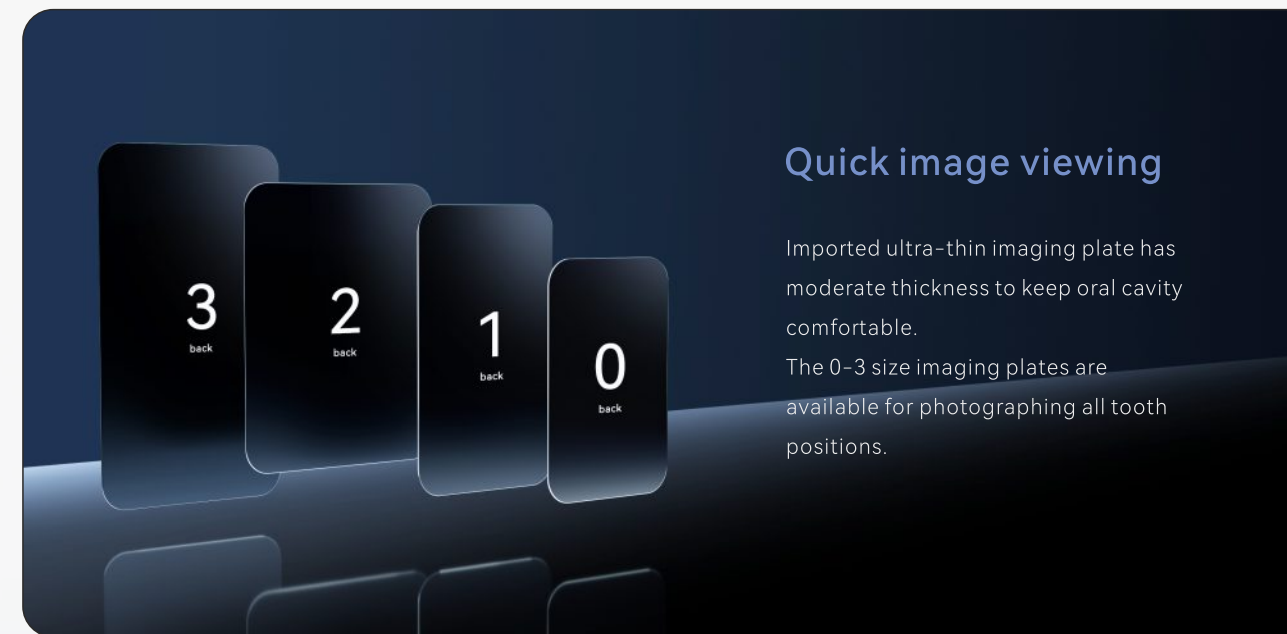 3
back
2
back
1
back
0
back
Quick image viewing
Imported ultra-thin imaging plate has
moderate thickness to keep oral cavity
comfortable.
The 0-3 size imaging plates are
available for photographing all tooth
positions.